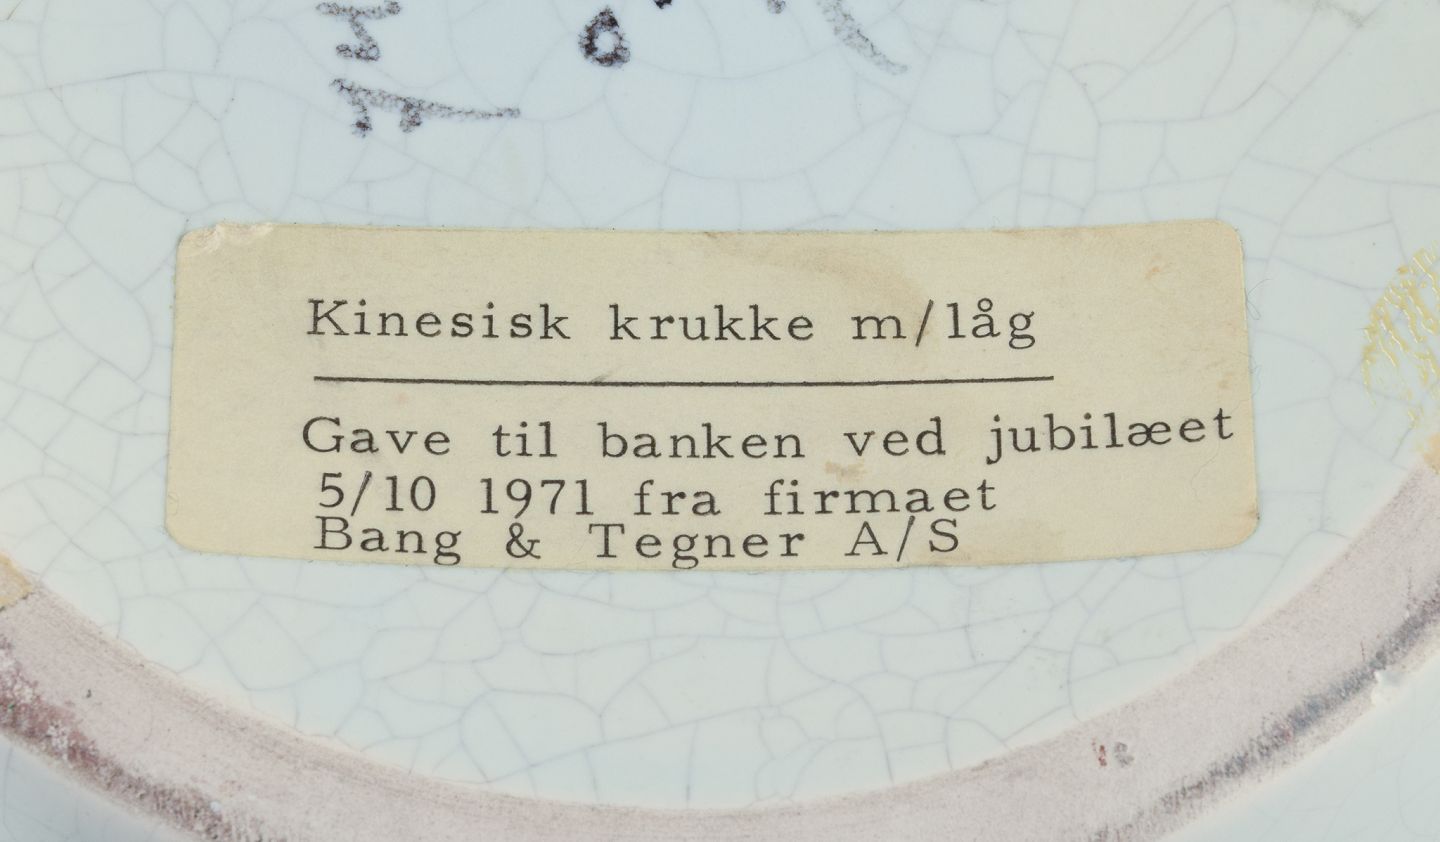 Kinesisk krukke m/låg
Gave til banken ved jubilæet
5/10 1971 fra firmaet
Bang & Tegner A/S